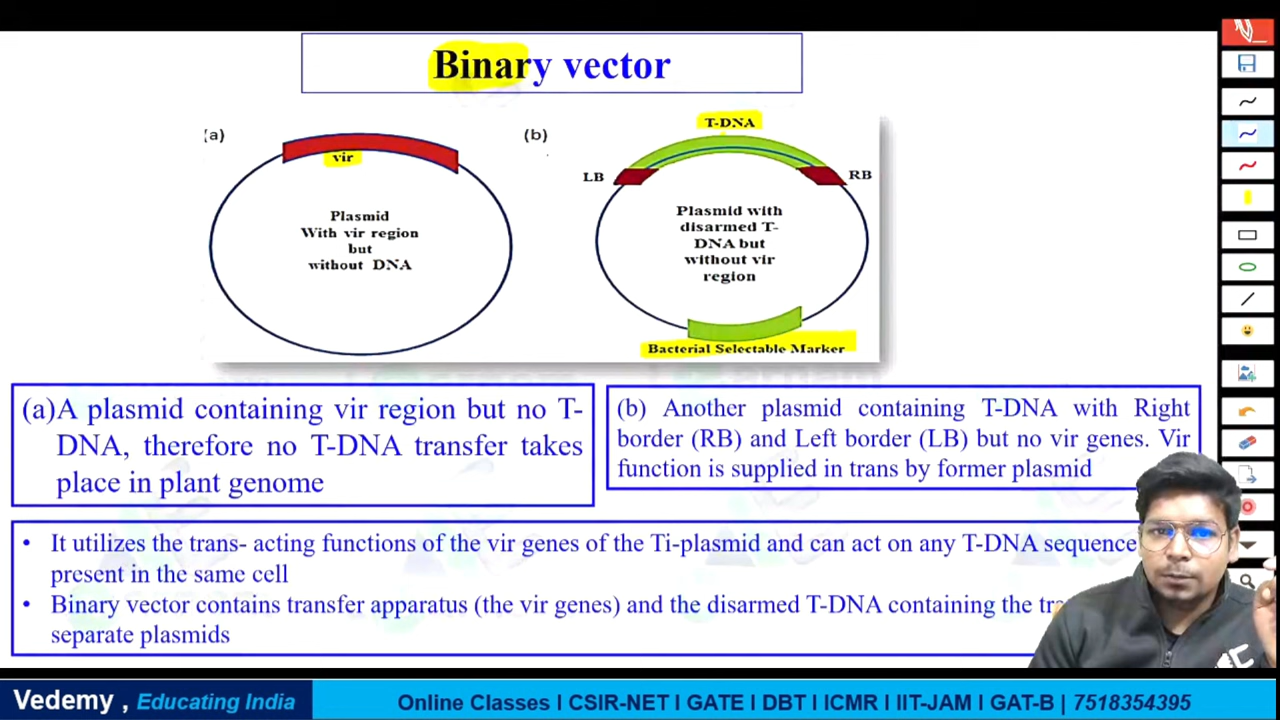 Binary vector
(a)
vir
Plasmid
With vir region
but
without DNA
(b)
T-DNA
LB
RB
Plasmid with
disarmed T-
DNA but
without vir
region
Bacterial Selectable Marker
(a)A plasmid containing vir region but no T-
DNA, therefore no T-DNA transfer takes
place in plant genome
(b) Another plasmid containing T-DNA with Right
border (RB) and Left border (LB) but no vir genes. Vir
function is supplied in trans by former plasmid
• It utilizes the trans- acting functions of the vir genes of the Ti-plasmid and can act on any T-DNA sequence
present in the same cell
• Binary vector contains transfer apparatus (the vir genes) and the disarmed T-DNA containing the
separate plasmids
Vedemy , Educating India
Online Classes I CSIR-NET I GATE I DBT I ICMR I IIT-JAM I GAT-B | 7518354395